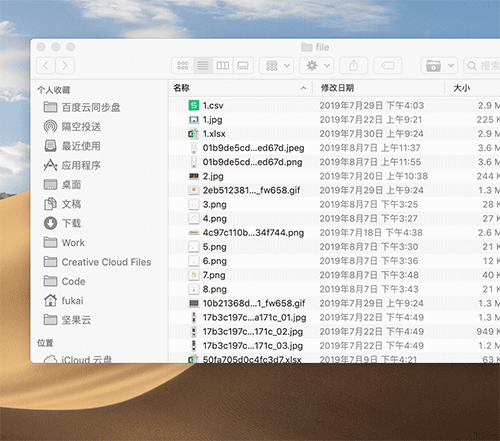 file
搜索
个人收藏
百度云同步盘
隔空投送
最近使用
应用程序
桌面
文稿
下载
Work
Creative Cloud Files
Code
fukai
坚果云
位置
iCloud 云盘
名称 修改日期 大小
1.csv 2019年7月29日 下午4:03 2.9 M
1.jpg 2019年7月22日 上午9:21 225 K
1.xlsx 2019年7月30日 上午9:24 2.9 M
01b9de5cd...ed67d.jpeg 2019年8月7日 上午11:37 3.6 M
01b9de5cd...ed67d.png 2019年8月7日 上午11:55 3.6 M
2.jpg 2019年7月20日 上午10:38 244 K
2eb512381..._fw658.gif 2019年7月29日 上午9:24 1.3 M
3.png 2019年8月7日 下午3:25 28 K
4.png 2019年8月7日 下午3:27 27 K
4c97c110b...34f744.png 2019年7月18日 下午4:38 2.6 M
5.png 2019年8月7日 下午3:30 21 K
6.png 2019年8月7日 下午3:36 12 K
7.png 2019年8月7日 下午3:48 40 K
8.png 2019年8月7日 下午3:43 21 K
10b21368d...1_fw658.gif 2019年7月29日 上午9:24 1.3 M
17b3c197c...a171c_01.jpg 2019年7月22日 下午4:49 1.3 M
17b3c197c...171c_02.jpg 2019年7月22日 下午4:49 949 K
17b3c197c...171c_03.jpg 2019年7月22日 下午4:49 1.2 M
50fa705d0c4fc3d7.xlsx 2019年7月9日 下午4:21 63 K